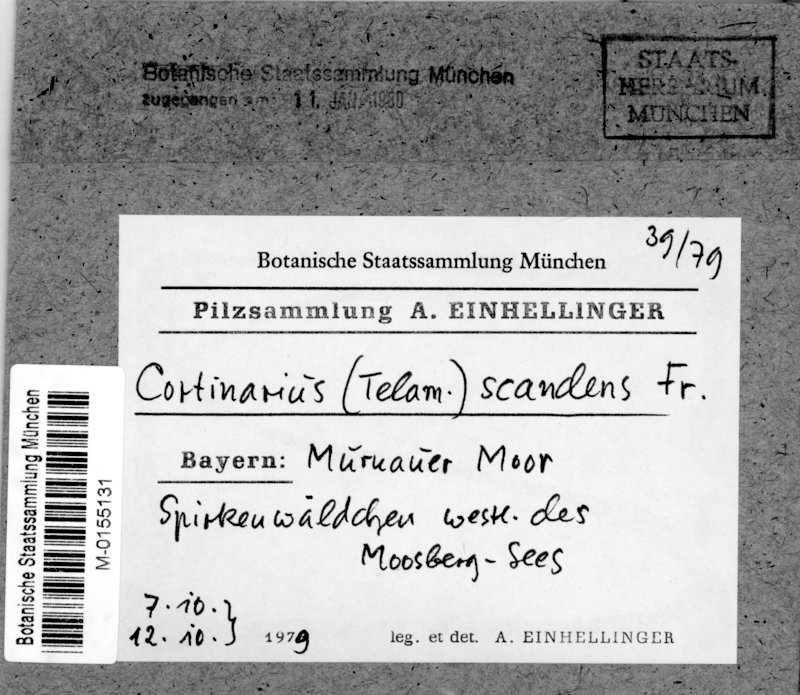 Botanische Staatssammlung München
zugegangen am: 11. JAN. 1980
STAATS-
HERBARIUM
MÜNCHEN
39/79
Botanische Staatssammlung München
Pilzsammlung A. EINHELLINGER
Cortinarius (Telam.) scandens Fr.
Bayern: Murnauer Moor
Spirkenwäldchen westl. des
Moosberg-Sees
7. 10. }
12. 10. } 1979 leg. et det. A. EINHELLINGER
Botanische Staatssammlung München
M-0155131